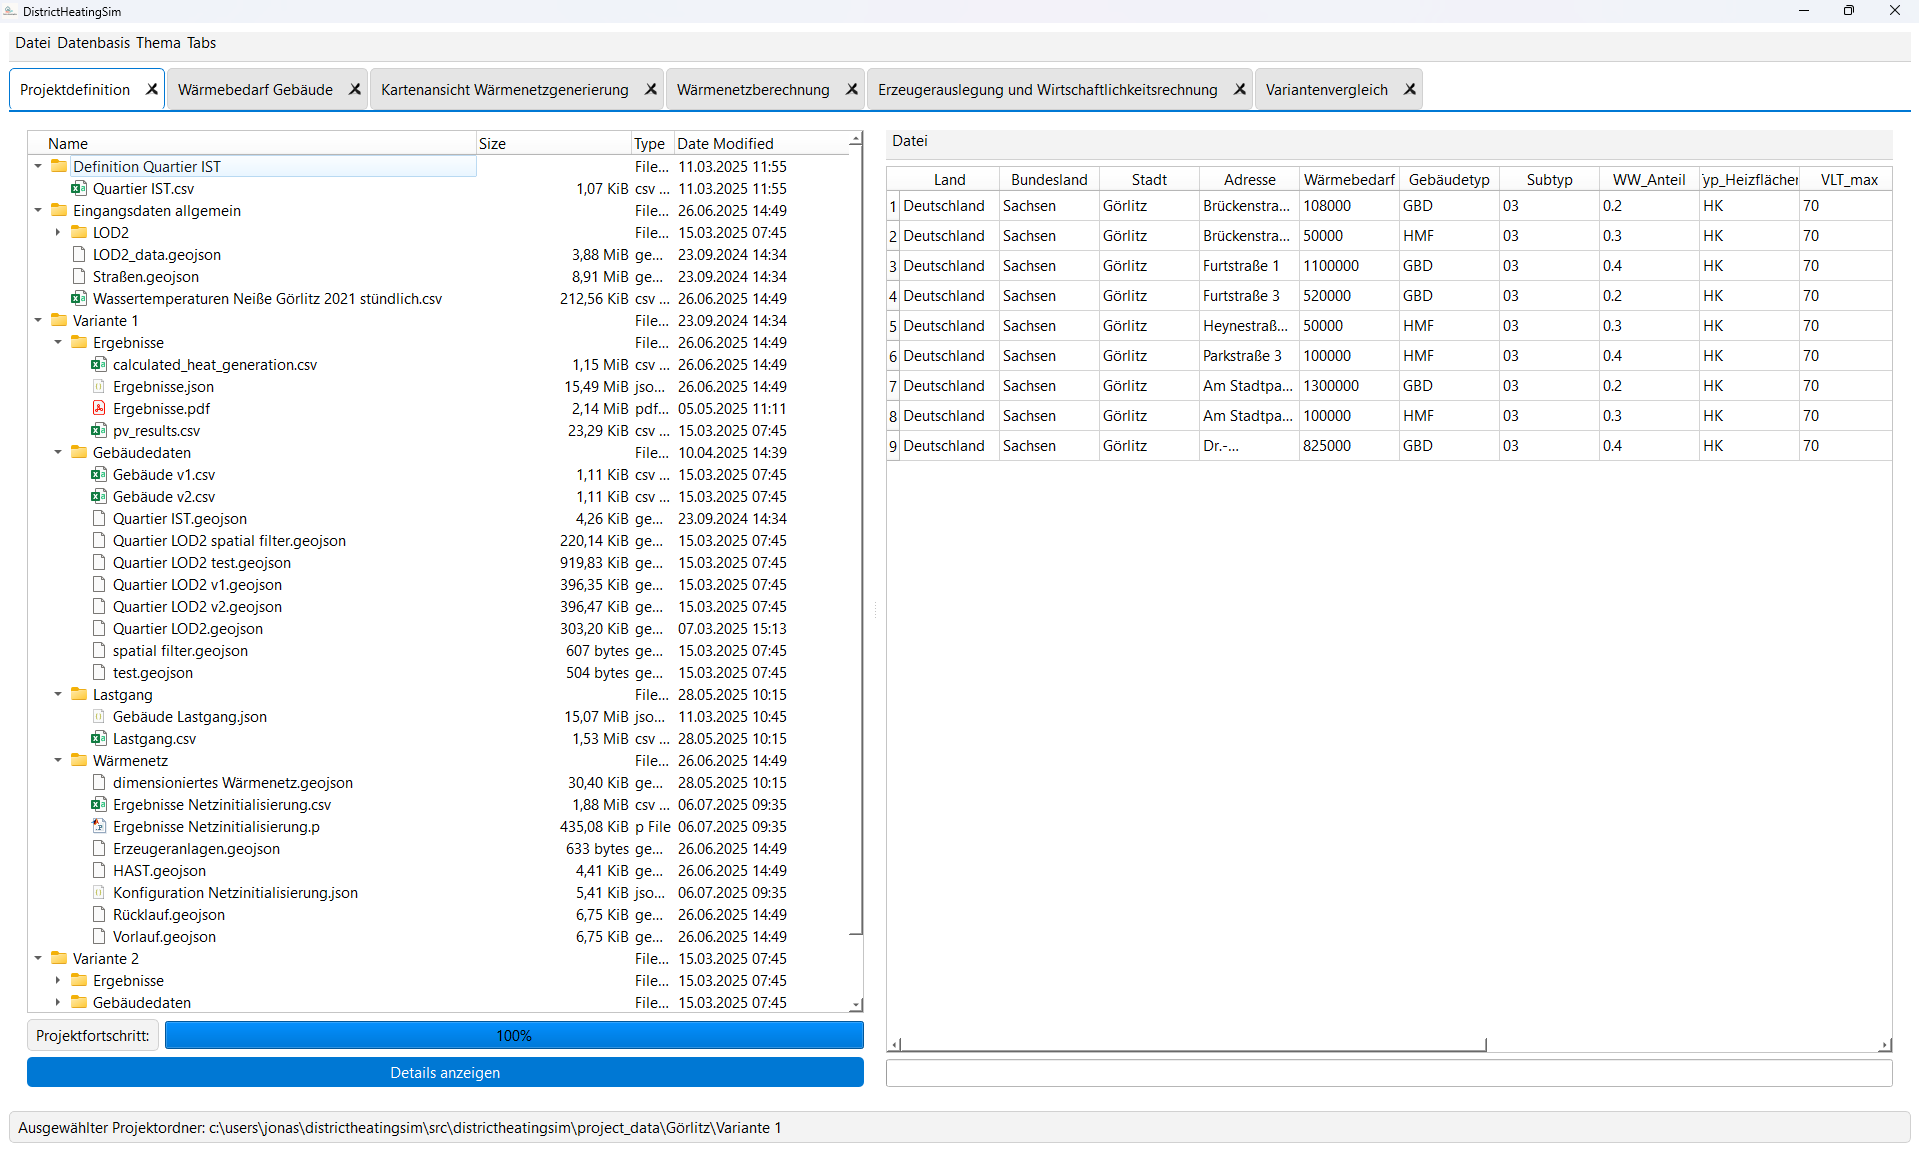 DistrictHeatingSim
Datei Datenbasis Thema Tabs
Projektdefinition
Wärmebedarf Gebäude
Kartenansicht Wärmenetzgenerierung
Wärmenetzberechnung
Erzeugerauslegung und Wirtschaftlichkeitsrechnung
Variantenvergleich
Name Size Type Date Modified
Definition Quartier IST File... 11.03.2025 11:55
Quartier IST.csv 1,07 KiB csv ... 11.03.2025 11:55
Eingangsdaten allgemein File... 26.06.2025 14:49
LOD2 File... 15.03.2025 07:45
LOD2_data.geojson 3,88 MiB ge... 23.09.2024 14:34
Straßen.geojson 8,91 MiB ge... 23.09.2024 14:34
Wassertemperaturen Neiße Görlitz 2021 stündlich.csv 212,56 KiB csv ... 26.06.2025 14:49
Variante 1 File... 23.09.2024 14:34
Ergebnisse File... 26.06.2025 14:49
calculated_heat_generation.csv 1,15 MiB csv ... 26.06.2025 14:49
Ergebnisse.json 15,49 MiB jso... 26.06.2025 14:49
Ergebnisse.pdf 2,14 MiB pdf... 05.05.2025 11:11
pv_results.csv 23,29 KiB csv ... 15.03.2025 07:45
Gebäudedaten File... 10.04.2025 14:39
Gebäude v1.csv 1,11 KiB csv ... 15.03.2025 07:45
Gebäude v2.csv 1,11 KiB csv ... 15.03.2025 07:45
Quartier IST.geojson 4,26 KiB ge... 23.09.2024 14:34
Quartier LOD2 spatial filter.geojson 220,14 KiB ge... 15.03.2025 07:45
Quartier LOD2 test.geojson 919,83 KiB ge... 15.03.2025 07:45
Quartier LOD2 v1.geojson 396,35 KiB ge... 15.03.2025 07:45
Quartier LOD2 v2.geojson 396,47 KiB ge... 15.03.2025 07:45
Quartier LOD2.geojson 303,20 KiB ge... 07.03.2025 15:13
spatial filter.geojson 607 bytes ge... 15.03.2025 07:45
test.geojson 504 bytes ge... 15.03.2025 07:45
Lastgang File... 28.05.2025 10:15
Gebäude Lastgang.json 15,07 MiB jso... 11.03.2025 10:45
Lastgang.csv 1,53 MiB csv ... 28.05.2025 10:15
Wärmenetz File... 26.06.2025 14:49
dimensioniertes Wärmenetz.geojson 30,40 KiB ge... 28.05.2025 10:15
Ergebnisse Netzinitialisierung.csv 1,88 MiB csv ... 06.07.2025 09:35
Ergebnisse Netzinitialisierung.p 435,08 KiB p File 06.07.2025 09:35
Erzeugeranlagen.geojson 633 bytes ge... 26.06.2025 14:49
HAST.geojson 4,41 KiB ge... 26.06.2025 14:49
Konfiguration Netzinitialisierung.json 5,41 KiB jso... 06.07.2025 09:35
Rücklauf.geojson 6,75 KiB ge... 26.06.2025 14:49
Vorlauf.geojson 6,75 KiB ge... 26.06.2025 14:49
Variante 2 File... 15.03.2025 07:45
Ergebnisse File... 15.03.2025 07:45
Gebäudedaten File... 15.03.2025 07:45
Projektfortschritt: 100%
Details anzeigen
Datei
Land Bundesland Stadt Adresse Wärmebedarf Gebäudetyp Subtyp WW_Anteil yp_Heizflächer VLT_max
1 Deutschland Sachsen Görlitz Brückenstra... 108000 GBD 03 0.2 HK 70
2 Deutschland Sachsen Görlitz Brückenstra... 50000 HMF 03 0.3 HK 70
3 Deutschland Sachsen Görlitz Furtstraße 1 1100000 GBD 03 0.4 HK 70
4 Deutschland Sachsen Görlitz Furtstraße 3 520000 GBD 03 0.2 HK 70
5 Deutschland Sachsen Görlitz Heynestraß... 50000 HMF 03 0.3 HK 70
6 Deutschland Sachsen Görlitz Parkstraße 3 100000 HMF 03 0.4 HK 70
7 Deutschland Sachsen Görlitz Am Stadtpa... 1300000 GBD 03 0.2 HK 70
8 Deutschland Sachsen Görlitz Am Stadtpa... 100000 HMF 03 0.3 HK 70
9 Deutschland Sachsen Görlitz Dr.-... 825000 GBD 03 0.4 HK 70
Ausgewählter Projektordner: c:\users\jonas\districtheatingsim\src\districtheatingsim\project_data\Görlitz\Variante 1